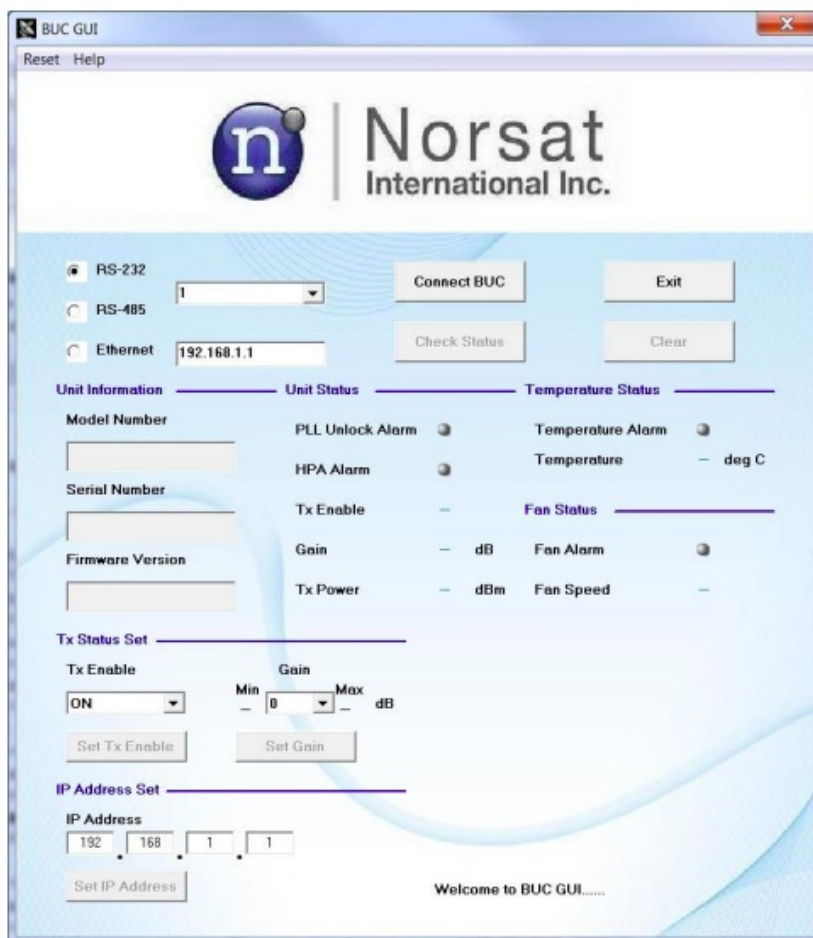 BUC GUI
Reset Help
n
Norsat
International Inc.
RS-232
1
Connect BUC
Exit
RS-485
Ethernet
192.168.1.1
Check Status
Clear
Unit Information
Unit Status
Temperature Status
Model Number
PLL Unlock Alarm
Temperature Alarm
HPA Alarm
Temperature – deg C
Serial Number
Tx Enable –
Fan Status
Gain – dB
Fan Alarm
Firmware Version
Tx Power – dBm
Fan Speed –
Tx Status Set
Tx Enable
Gain
ON
Min – 0 Max – dB
Set Tx Enable
Set Gain
IP Address Set
IP Address
192 . 168 . 1 . 1
Set IP Address
Welcome to BUC GUI......